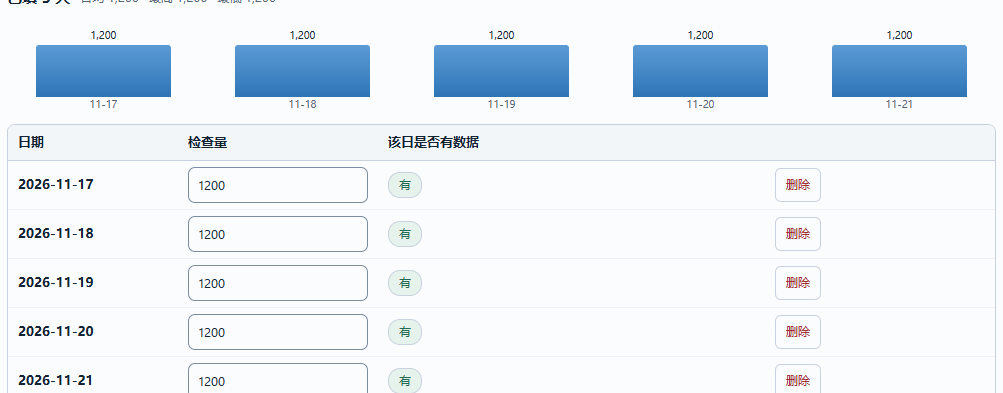 1,200 1,200 1,200 1,200 1,200
11-17 11-18 11-19 11-20 11-21
日期 检查量 该日是否有数据
2026-11-17 1200 有 删除
2026-11-18 1200 有 删除
2026-11-19 1200 有 删除
2026-11-20 1200 有 删除
2026-11-21 1200 有 删除